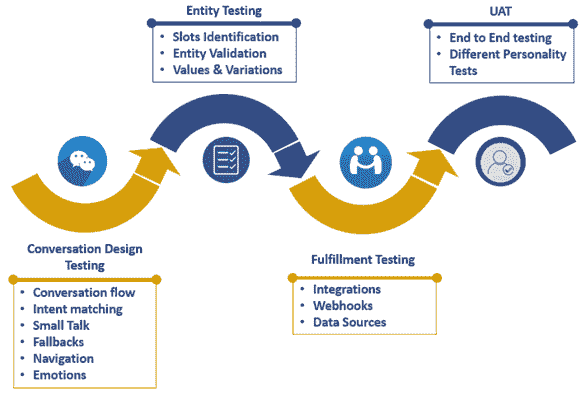 Entity Testing
Slots Identification
Entity Validation
Values & Variations
UAT
End to End testing
Different Personality
Tests
Conversation Design
Testing
Conversation flow
Intent matching
Small Talk
Fallbacks
Navigation
Emotions
Fulfillment Testing
Integrations
Webhooks
Data Sources